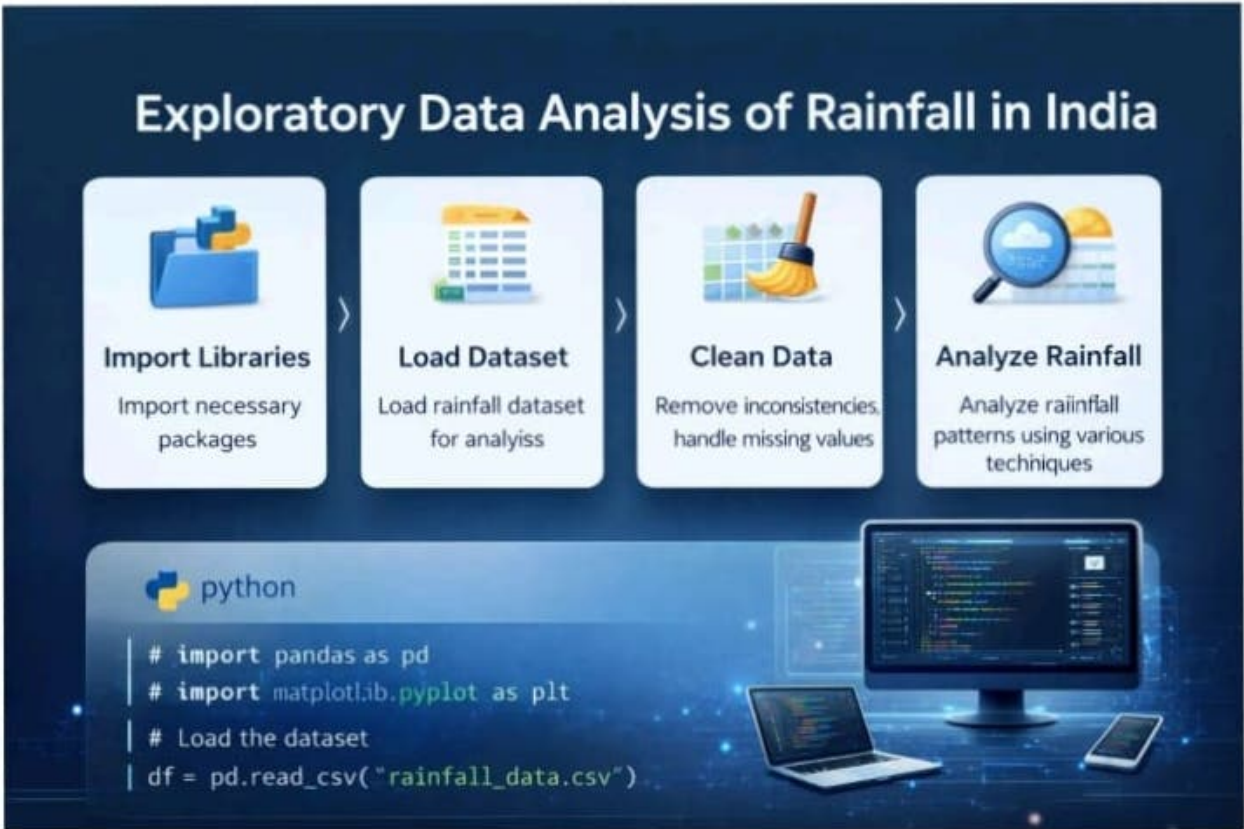 Exploratory Data Analysis of Rainfall in India
Import Libraries
Import necessary
packages
Load Dataset
Load rainfall dataset
for analyiss
Clean Data
Remove inconsistencies,
handle missing values
Analyze Rainfall
Analyze raiinfláll
patterns using various
techhiques
python
# import pandas as pd
# import matplotl.ib.pyplot as plt
# Load the dataset
df = pd.read_csv("rainfall_data.csv")